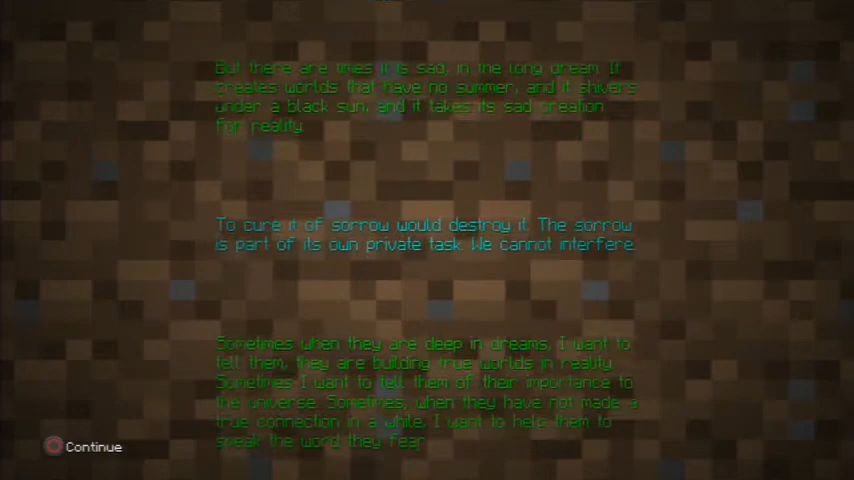 But there are times it is sad, in the long dream. It
creates worlds that have no summer, and it shivers
under a black sun, and it takes its sad creation
for reality.
To cure it of sorrow would destroy it. The sorrow
is part of its own private task. We cannot interfere.
Sometimes when they are deep in dreams, I want to
tell them, they are building true worlds in reality.
Sometimes I want to tell them of their importance to
the universe. Sometimes, when they have not made a
true connection in a while, I want to help them to
speak the word they fear.
Continue